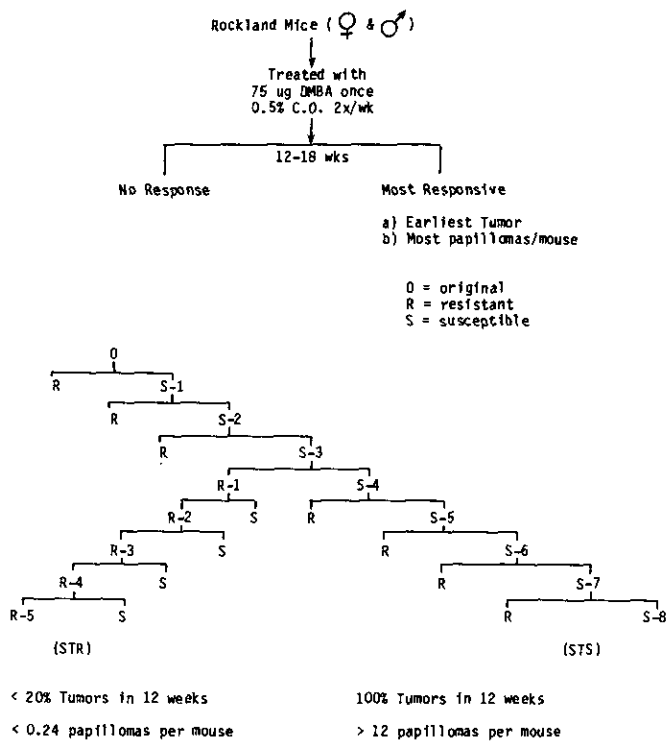 Rockland Mice ( ♀ & ♂ )
Treated with
75 ug DMBA once
0.5% C.O. 2x/wk
12-18 wks
No Response Most Responsive
a) Earliest Tumor
b) Most papillomas/mouse
O = original
R = resistant
S = susceptible
O
R S-1
R S-2
R S-3
R-1 S-4
R-2 S R S-5
R-3 S R S-6
R-4 S R S-7
R-5 S R S-8
(STR) (STS)
< 20% Tumors in 12 weeks 100% Tumors in 12 weeks
< 0.24 papillomas per mouse > 12 papillomas per mouse